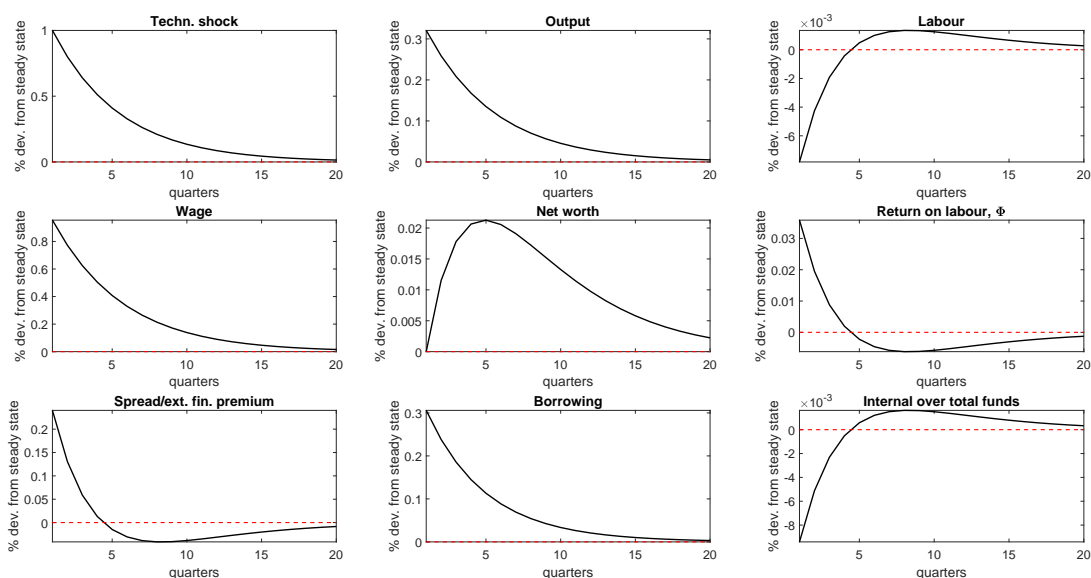 Techn. shock
% dev. from steady state
1
0.5
0
5
10
15
20
quarters
Output
% dev. from steady state
0.3
0.2
0.1
0
5
10
15
20
quarters
Labour
×10⁻³
% dev. from steady state
0
-2
-4
-6
5
10
15
20
quarters
Wage
% dev. from steady state
0.8
0.6
0.4
0.2
0
5
10
15
20
quarters
Net worth
% dev. from steady state
0.02
0.015
0.01
0.005
0
5
10
15
20
quarters
Return on labour, Φ
% dev. from steady state
0.03
0.02
0.01
0
5
10
15
20
quarters
Spread/ext. fin. premium
% dev. from steady state
0.2
0.15
0.1
0.05
0
5
10
15
20
quarters
Borrowing
% dev. from steady state
0.3
0.2
0.1
0
5
10
15
20
quarters
Internal over total funds
×10⁻³
% dev. from steady state
0
-2
-4
-6
-8
5
10
15
20
quarters